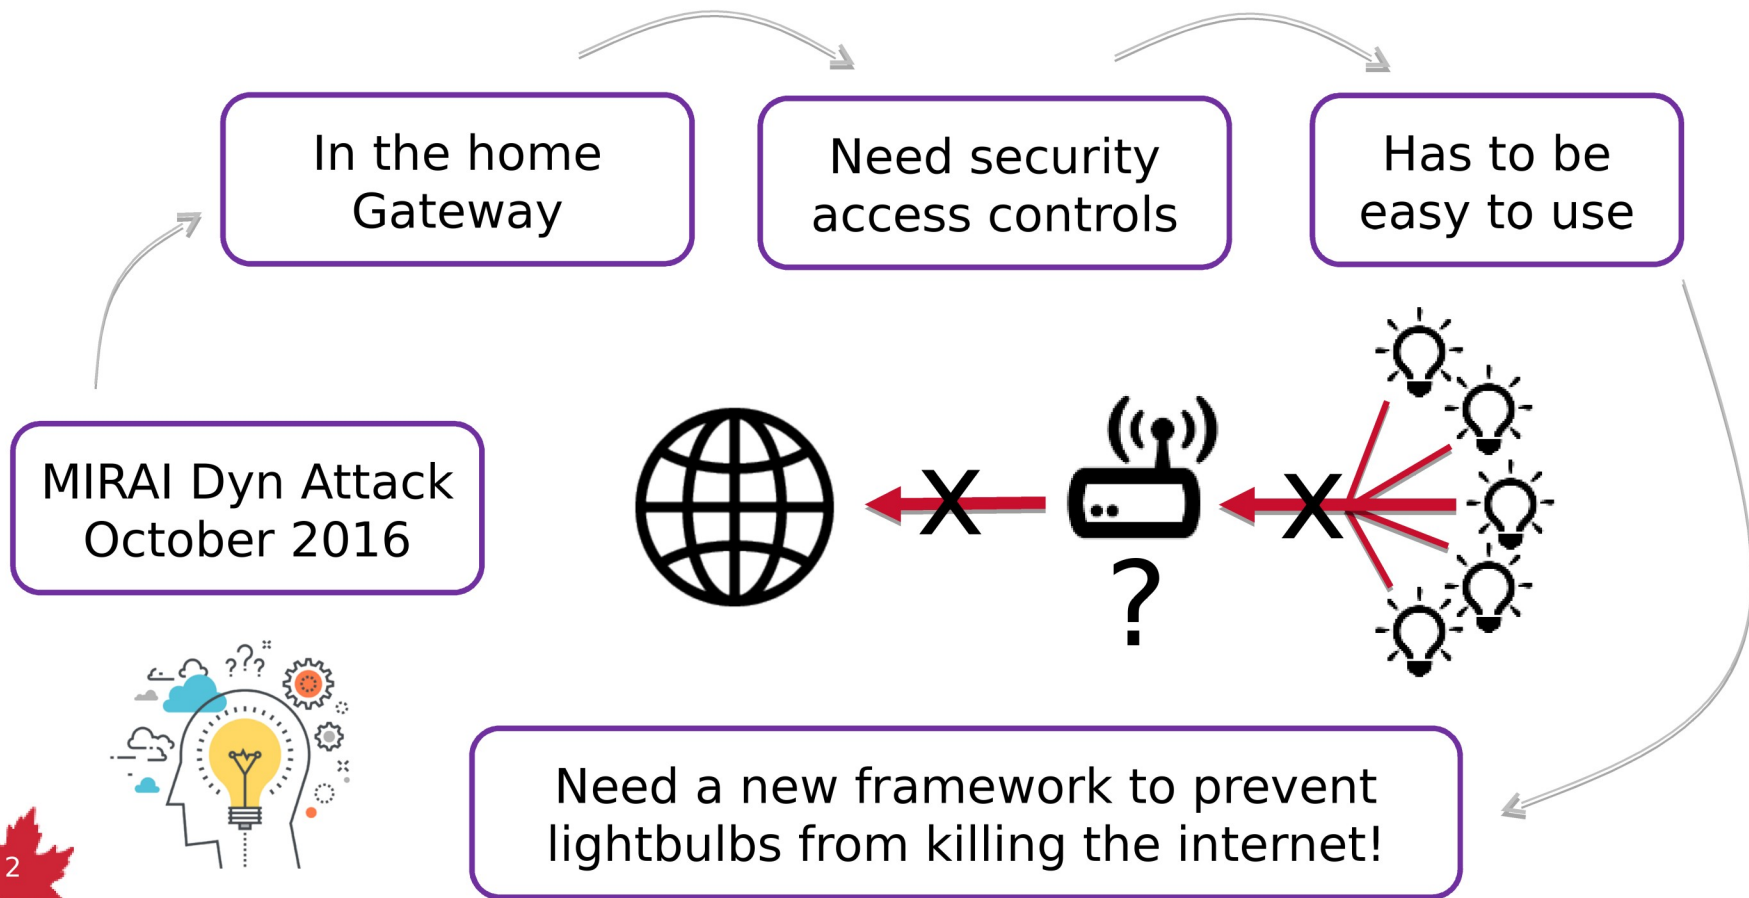 In the home
Gateway
Need security
access controls
Has to be
easy to use
MIRAI Dyn Attack
October 2016
X
X
?
???
Need a new framework to prevent
lightbulbs from killing the internet!
2